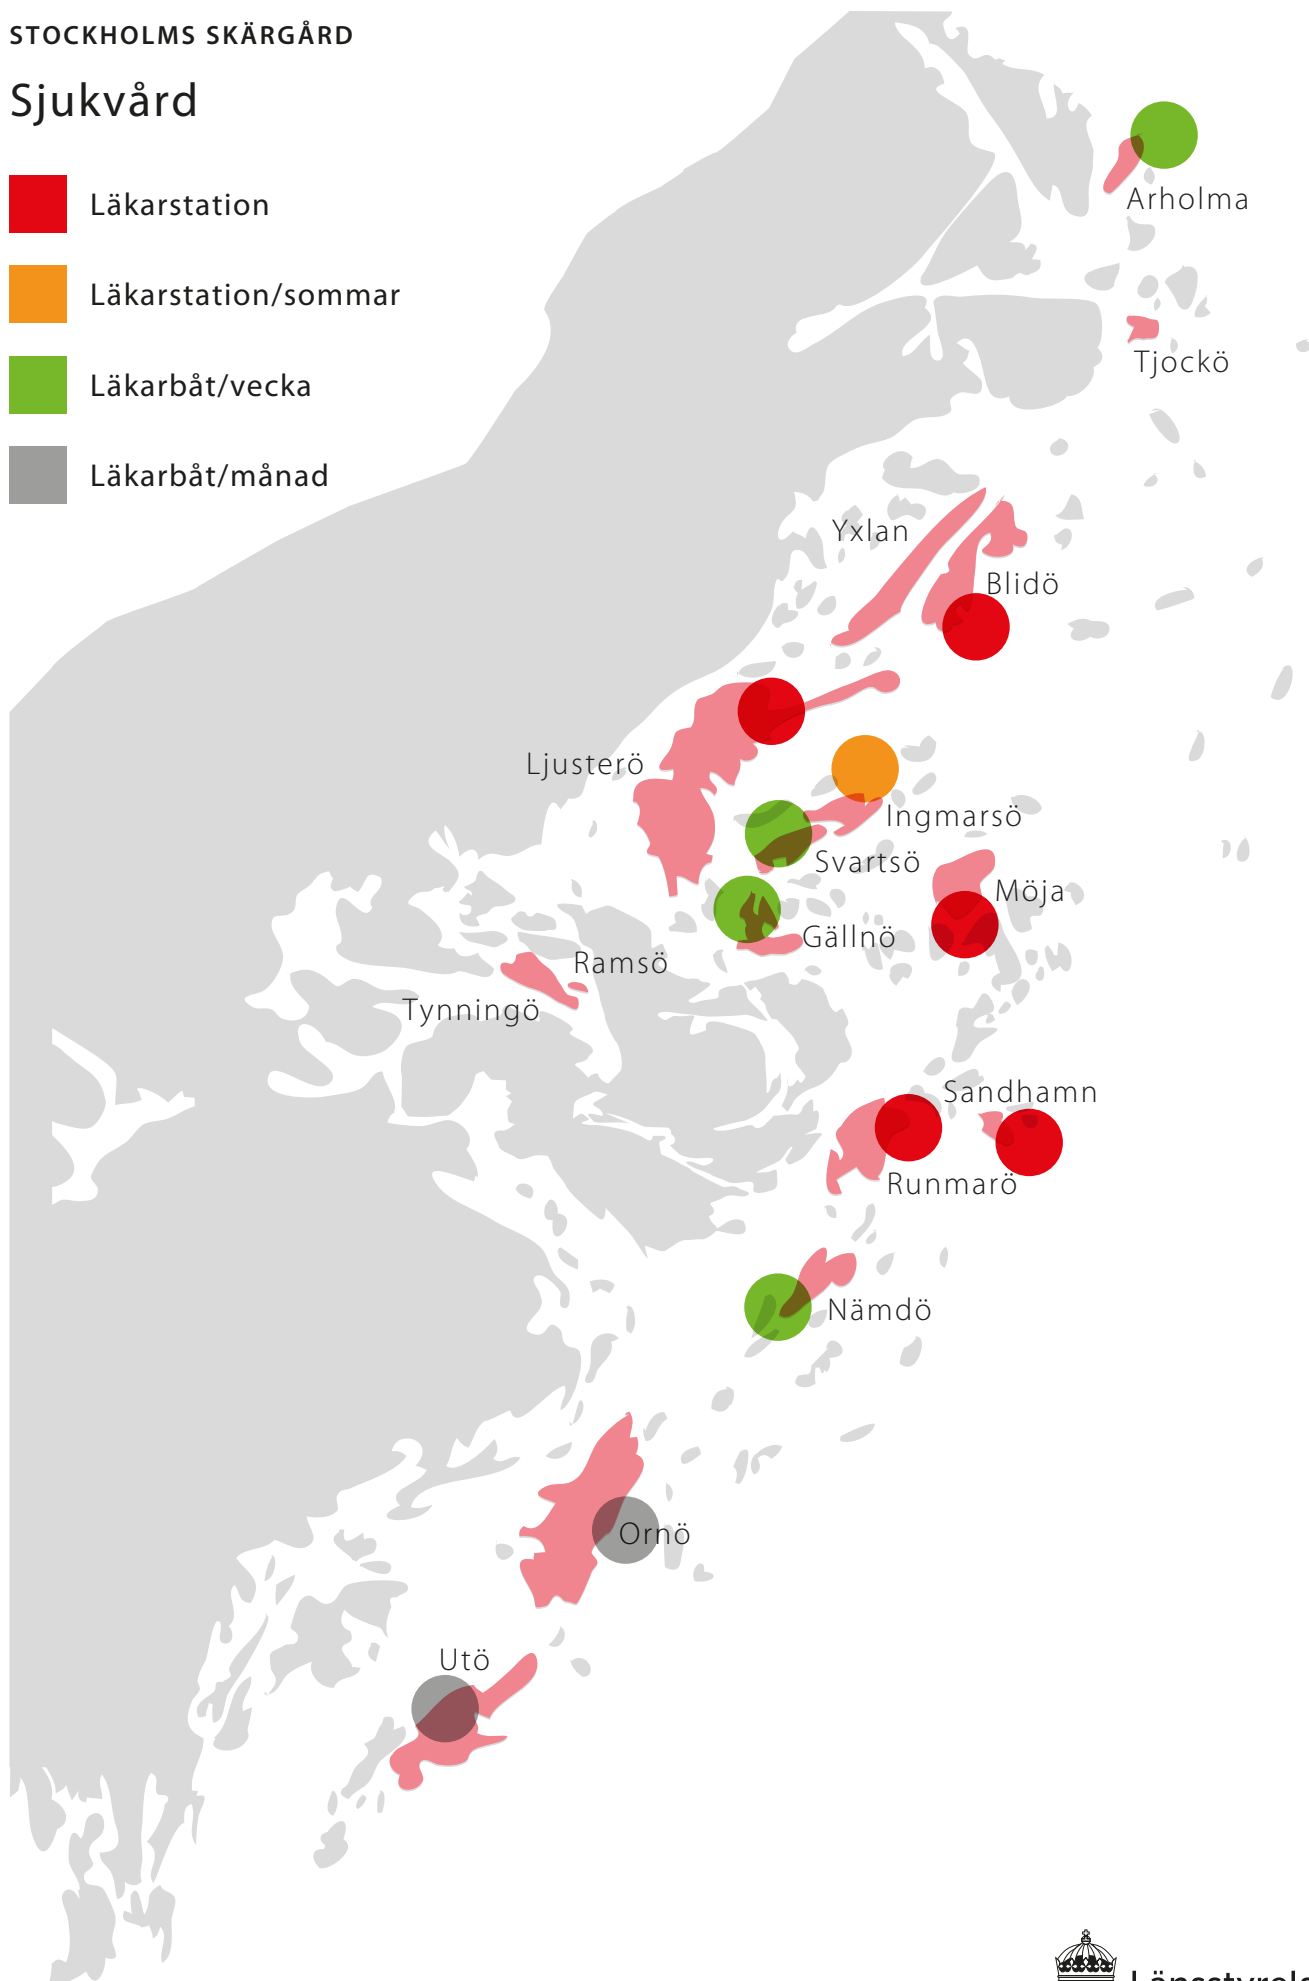 STOCKHOLMS SKÄRGÅRD
Sjukvård
Läkarstation
Läkarstation/sommar
Läkarbåt/vecka
Läkarbåt/månad
Arholma
Tjockö
Yxlan
Blidö
Ljusterö
Ingmarsö
Svartsö
Möja
Gällnö
Ramsö
Tynningö
Sandhamn
Runmarö
Nämdö
Ornö
Utö